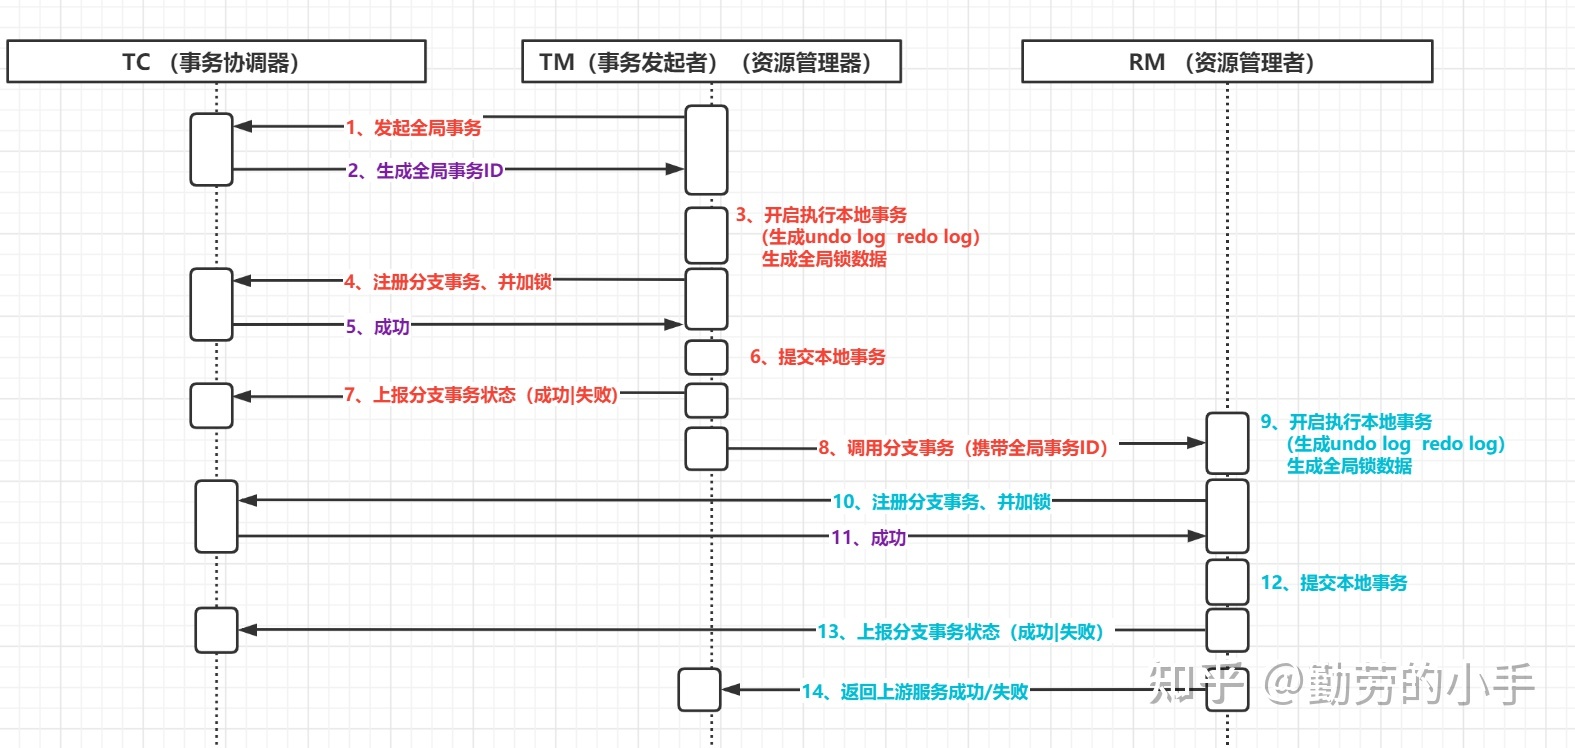 TC （事务协调器）
TM（事务发起者）（资源管理器）
RM （资源管理者）
1、发起全局事务
2、生成全局事务ID
3、开启执行本地事务
（生成undo log  redo log）
生成全局锁数据
4、注册分支事务、并加锁
5、成功
6、提交本地事务
7、上报分支事务状态（成功|失败)
8、调用分支事务（携带全局事务ID）
9、开启执行本地事务
（生成undo log  redo log）
生成全局锁数据
10、注册分支事务、并加锁
11、成功
12、提交本地事务
13、上报分支事务状态（成功|失败）
14、返回上游服务成功/失败
知乎 @勤劳的小手